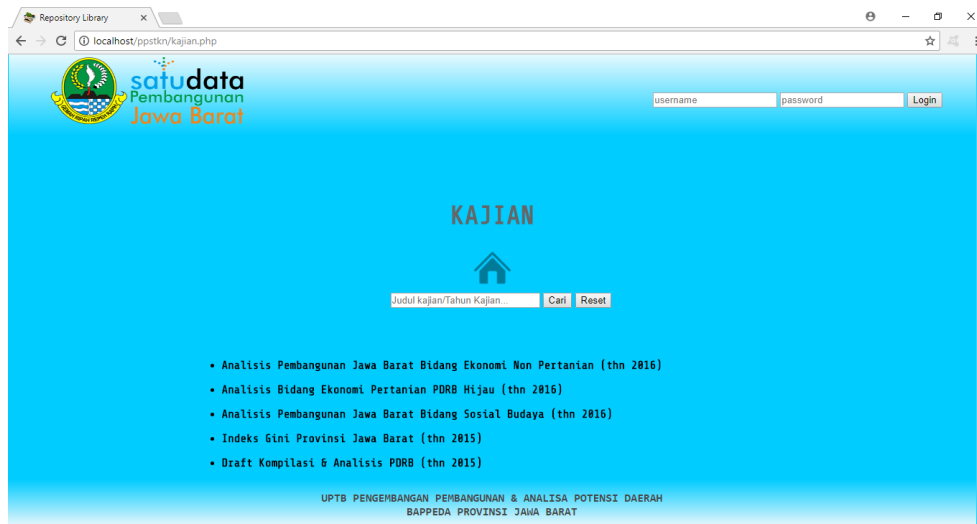 Repository Library
localhost/ppstkn/kajian.php
satudata
Pembangunan
Jawa Barat
username password Login
KAJIAN
Judul kajian/Tahun Kajian... Cari Reset
• Analisis Pembangunan Jawa Barat Bidang Ekonomi Non Pertanian (thn 2016)
• Analisis Bidang Ekonomi Pertanian PDRB Hijau (thn 2016)
• Analisis Pembangunan Jawa Barat Bidang Sosial Budaya (thn 2016)
• Indeks Gini Provinsi Jawa Barat (thn 2015)
• Draft Kompilasi & Analisis PDRB (thn 2015)
UPTB PENGEMBANGAN PEMBANGUNAN & ANALISA POTENSI DAERAH
BAPPEDA PROVINSI JAWA BARAT